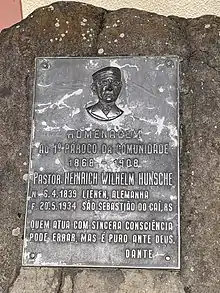 HOMENAGEM
AO 1º PÁROCO DA COMUNIDADE
1868 - 1908
PASTOR HEINRICH WILHELM HUNSCHE
N 6.4.1839 LIENEN, ALEMANHA
F 20.5.1934 SÃO SEBASTIÃO DO CAÍ, RS
QUEM ATUA COM SINCERA CONSCIÊNCIA
PODE ERRAR, MAS É PURO ANTE DEUS.
DANTE